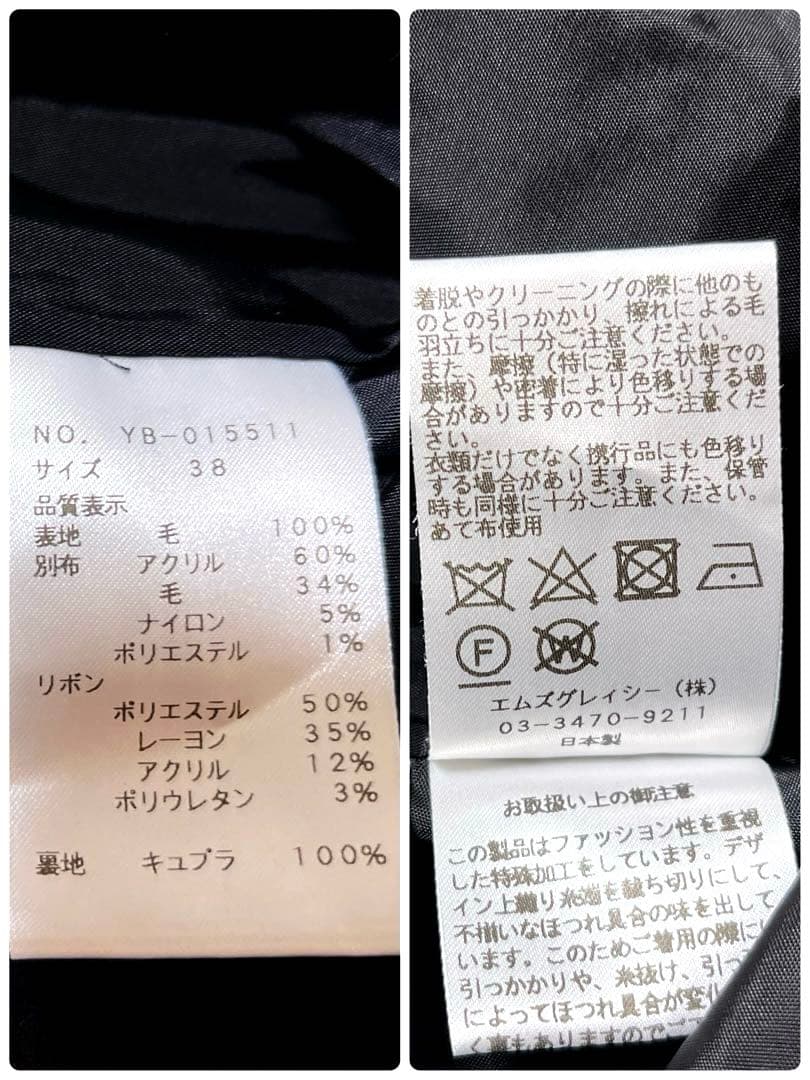 NO. YB-015511
サイズ 38
品質表示
表地 毛 100%
別布 アクリル 60%
毛 34%
ナイロン 5%
ポリエステル 1%
リボン
ポリエステル 50%
レーヨン 35%
アクリル 12%
ポリウレタン 3%
裏地 キュプラ 100%
着脱やクリーニングの際に他のも
のとの引っかかり、擦れによる毛
羽立ちに十分ご注意ください。
また、摩擦（特に湿った状態での
摩擦）や密着により色移りする場
合がありますので十分ご注意くだ
さい。
衣類だけでなく携行品にも色移り
する場合があります。また、保管
時も同様に十分ご注意ください。
あて布使用
F W
エムズグレイシー（株）
03-3470-9211
日本製
お取扱い上の御注意
この製品はファッション性を重視
した特殊加工をしています。デザ
イン上織り糸端を裁ち切りにして、
不揃いなほつれ具合の味を出して
います。このためご着用の際に
引っかかりや、糸抜け、引っ
によってほつれ具合が変化
く事もありますのでご